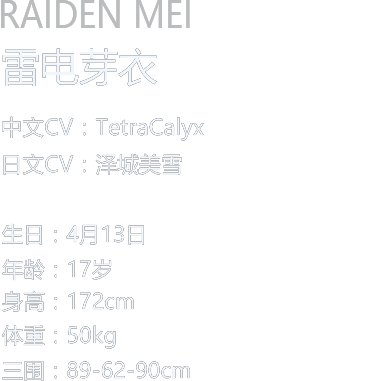 RAIDEN MEI
雷电芽衣
中文CV：TetraCalyx
日文CV：泽城美雪
生日：4月13日
年龄：17岁
身高：172cm
体重：50kg
三围：89-62-90cm